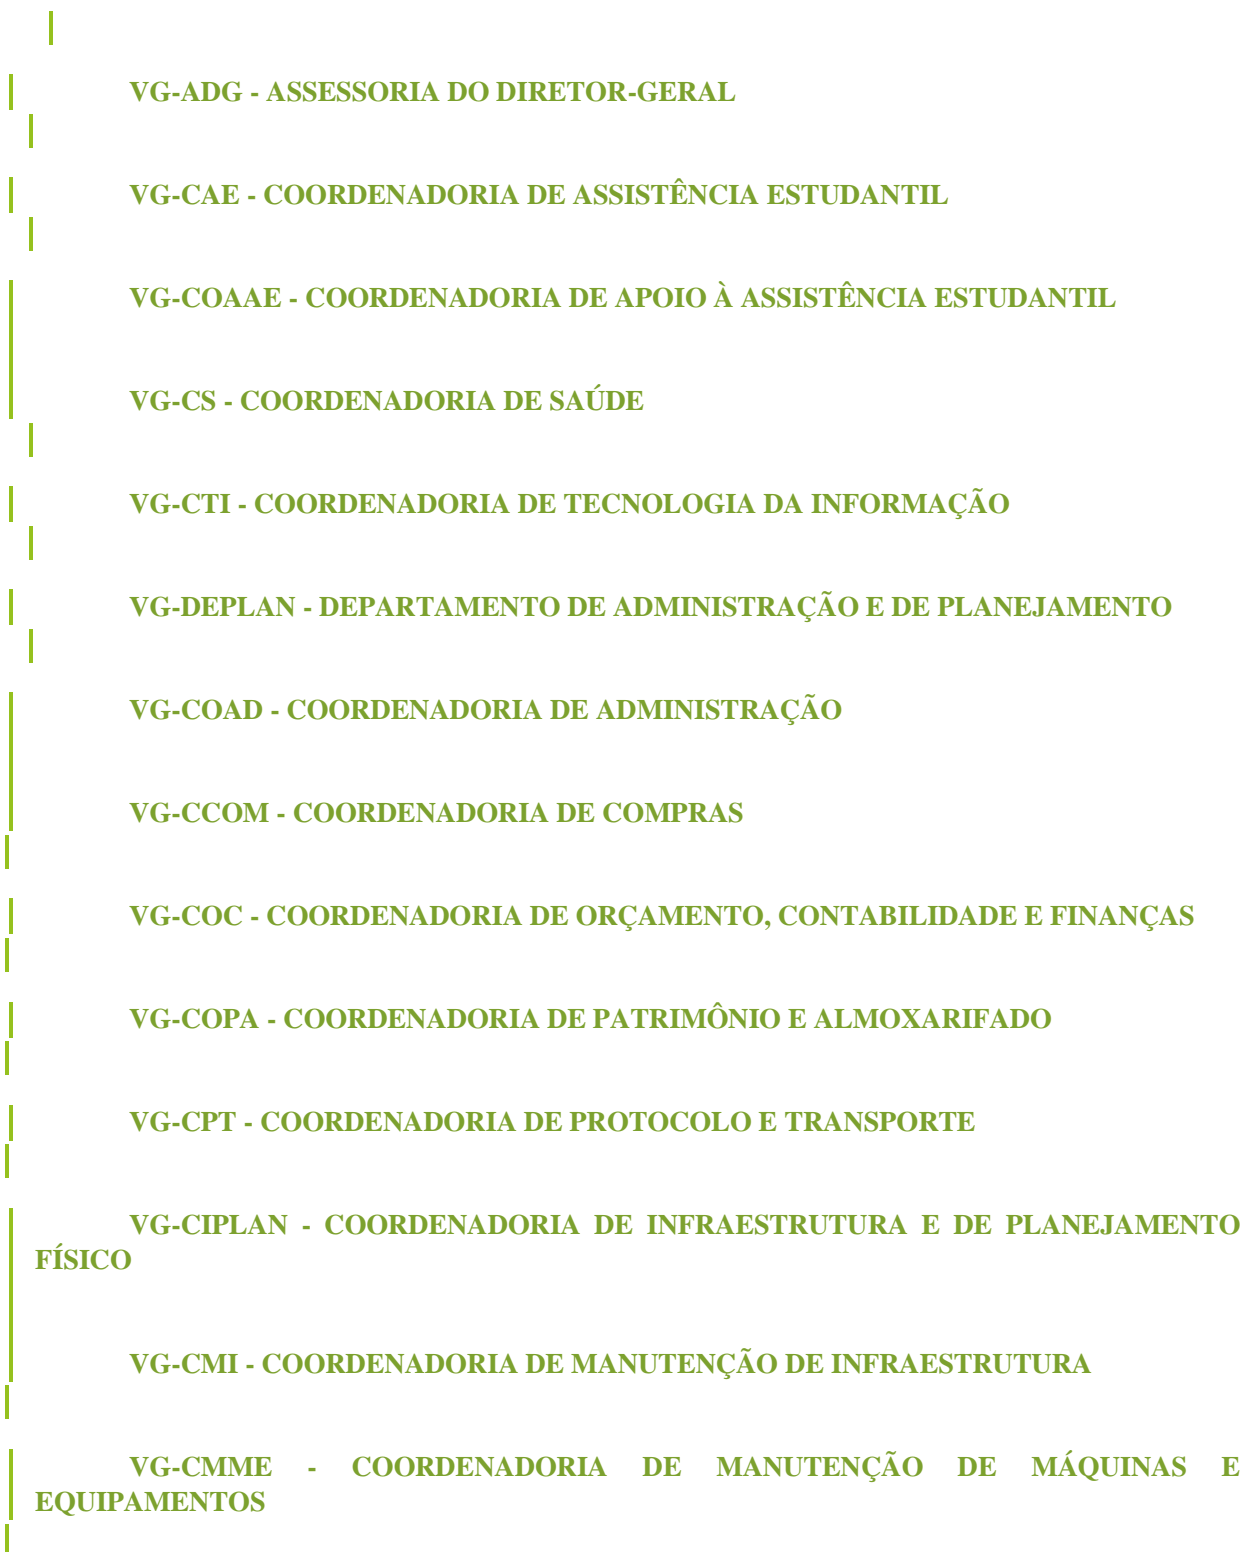 VG-ADG - ASSESSORIA DO DIRETOR-GERAL
VG-CAE - COORDENADORIA DE ASSISTÊNCIA ESTUDANTIL
VG-COAAE - COORDENADORIA DE APOIO À ASSISTÊNCIA ESTUDANTIL
VG-CS - COORDENADORIA DE SAÚDE
VG-CTI - COORDENADORIA DE TECNOLOGIA DA INFORMAÇÃO
VG-DEPLAN - DEPARTAMENTO DE ADMINISTRAÇÃO E DE PLANEJAMENTO
VG-COAD - COORDENADORIA DE ADMINISTRAÇÃO
VG-CCOM - COORDENADORIA DE COMPRAS
VG-COC - COORDENADORIA DE ORÇAMENTO, CONTABILIDADE E FINANÇAS
VG-COPA - COORDENADORIA DE PATRIMÔNIO E ALMOXARIFADO
VG-CPT - COORDENADORIA DE PROTOCOLO E TRANSPORTE
VG-CIPLAN - COORDENADORIA DE INFRAESTRUTURA E DE PLANEJAMENTO
FÍSICO
VG-CMI - COORDENADORIA DE MANUTENÇÃO DE INFRAESTRUTURA
VG-CMME - COORDENADORIA DE MANUTENÇÃO DE MÁQUINAS E
EQUIPAMENTOS